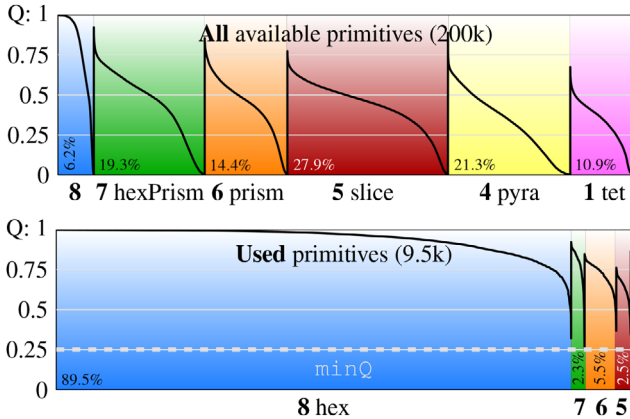 Q: 1
All available primitives (200k)
0.75
0.5
0.25
0
6.2%
19.3%
14.4%
27.9%
21.3%
10.9%
8 7 hexPrism 6 prism 5 slice 4 pyra 1 tet
Q: 1
Used primitives (9.5k)
0.75
0.5
0.25
minQ
0
89.5%
2.3%
5.5%
2.5%
8 hex 7 6 5